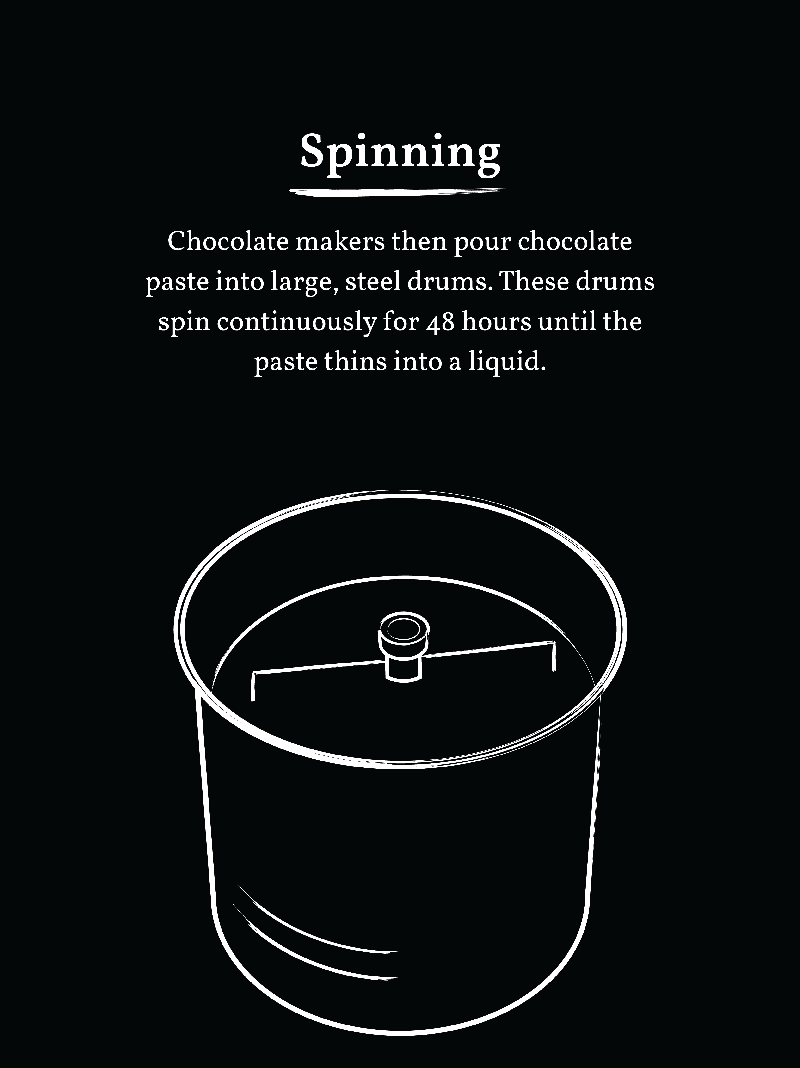 Spinning
Chocolate makers then pour chocolate
paste into large, steel drums. These drums
spin continuously for 48 hours until the
paste thins into a liquid.